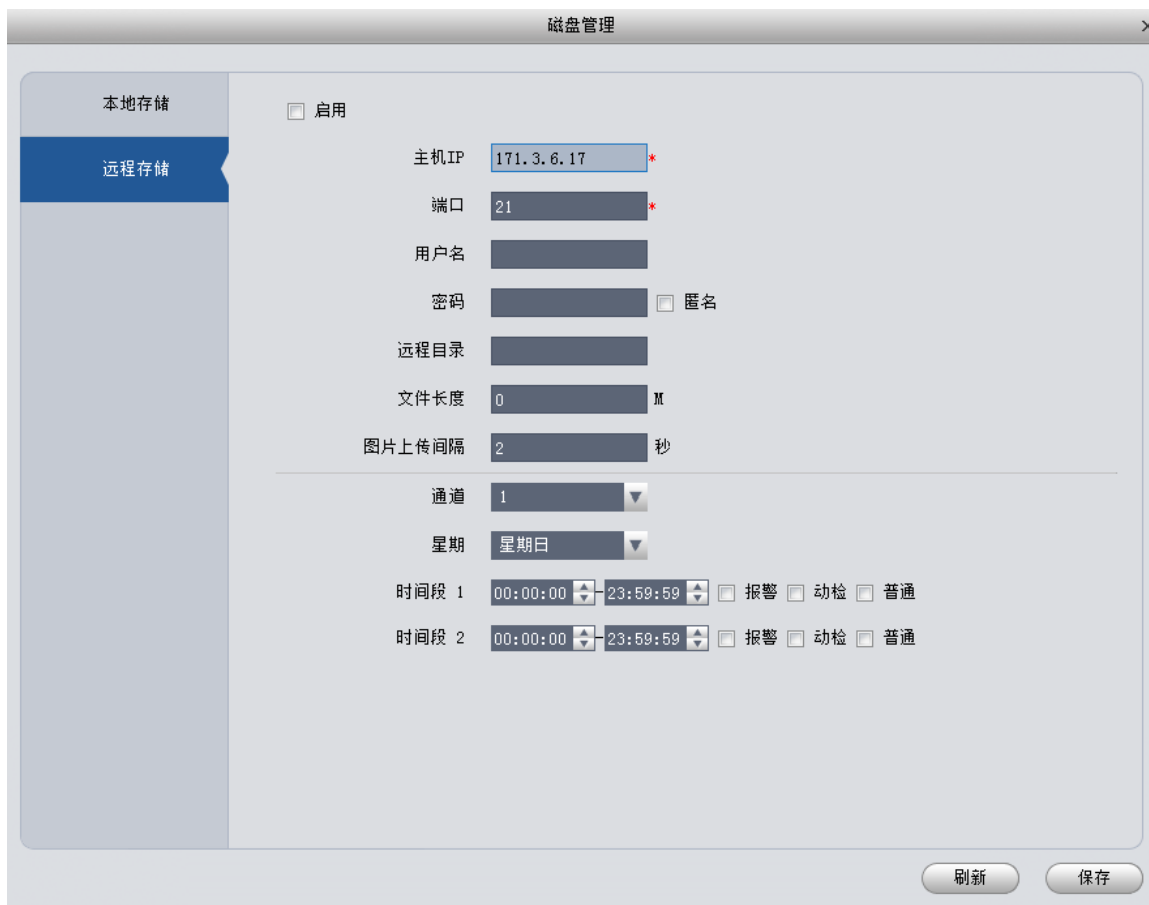 磁盘管理
本地存储
远程存储
启用
主机IP 171.3.6.17 *
端口 21 *
用户名
密码 匿名
远程目录
文件长度 0 M
图片上传间隔 2 秒
通道 1
星期 星期日
时间段 1 00:00:00 - 23:59:59 报警 动检 普通
时间段 2 00:00:00 - 23:59:59 报警 动检 普通
刷新 保存